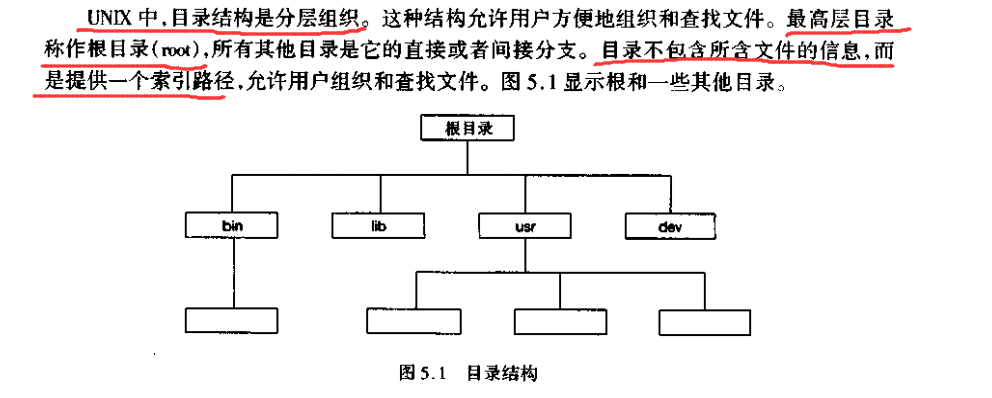 UNIX 中,目录结构是分层组织。这种结构允许用户方便地组织和查找文件。最高层目录
称作根目录(root),所有其他目录是它的直接或者间接分支。目录不包含所含文件的信息,而
是提供一个索引路径,允许用户组织和查找文件。图5.1显示根和一些其他目录。
根目录
bin lib usr dev
图5.1 目录结构